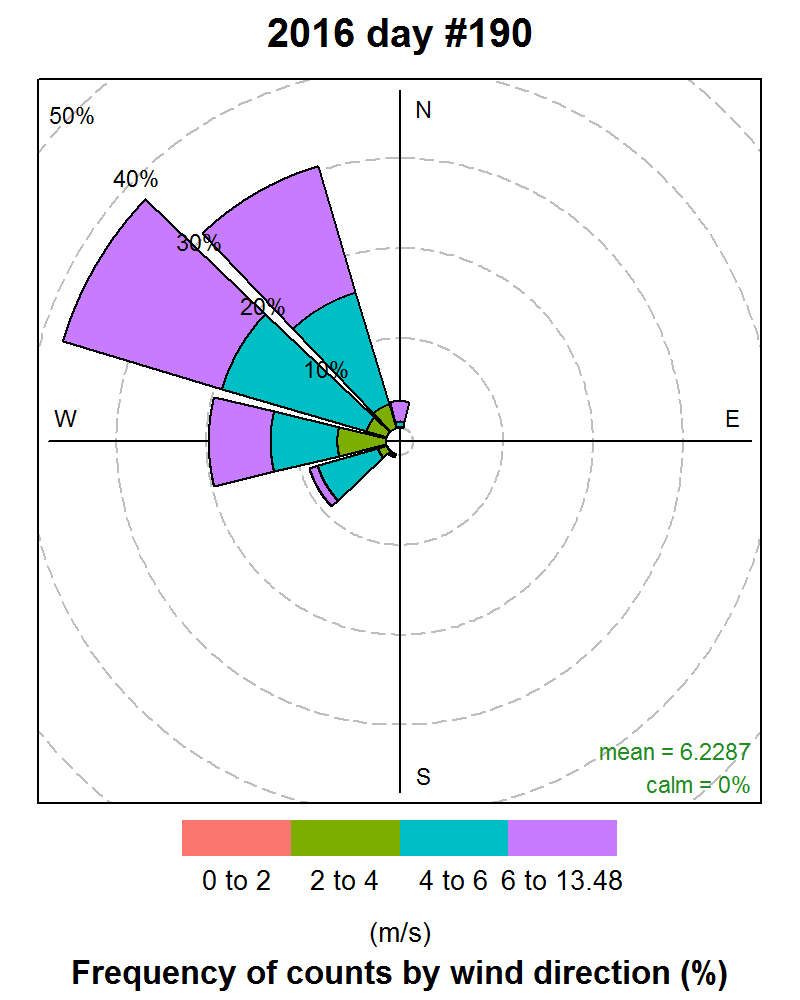 2016 day #190
50%
N
40%
30%
20%
10%
W
E
mean = 6.2287
S
calm = 0%
0 to 2
2 to 4
4 to 6
6 to 13.48
(m/s)
Frequency of counts by wind direction (%)